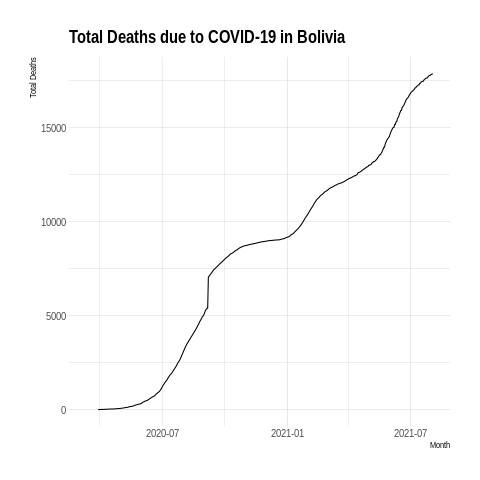 Total Deaths due to COVID-19 in Bolivia
Total Deaths
15000
10000
5000
0
2020-07 2021-01 2021-07
Month